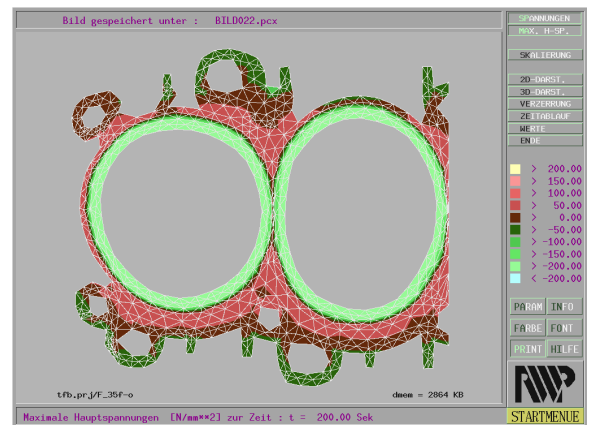 Bild gespeichert unter :   BILD022.pcx
SPANNUNGEN
MAX. H-SP.
SKALIERUNG
2D-DARST.
3D-DARST.
VERZERRUNG
ZEITABLAUF
WERTE
ENDE
> 200.00
> 150.00
> 100.00
> 50.00
> 0.00
> -50.00
> -100.00
> -150.00
> -200.00
< -200.00
PARAM INFO
FARBE FONT
PRINT HILFE
RWP
tfb.prj/F_35f-o
dmem = 2864 KB
Maximale Hauptspannungen [N/mm**2] zur Zeit : t = 200.00 Sek
STARTMENUE